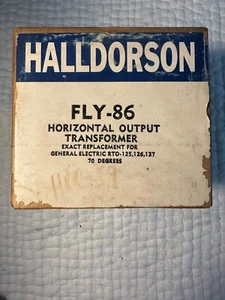 HALLDORSON
FLY-86
HORIZONTAL OUTPUT
TRANSFORMER
EXACT REPLACEMENT FOR
GENERAL ELECTRIC RTO-125,126,127
70 DEGREES